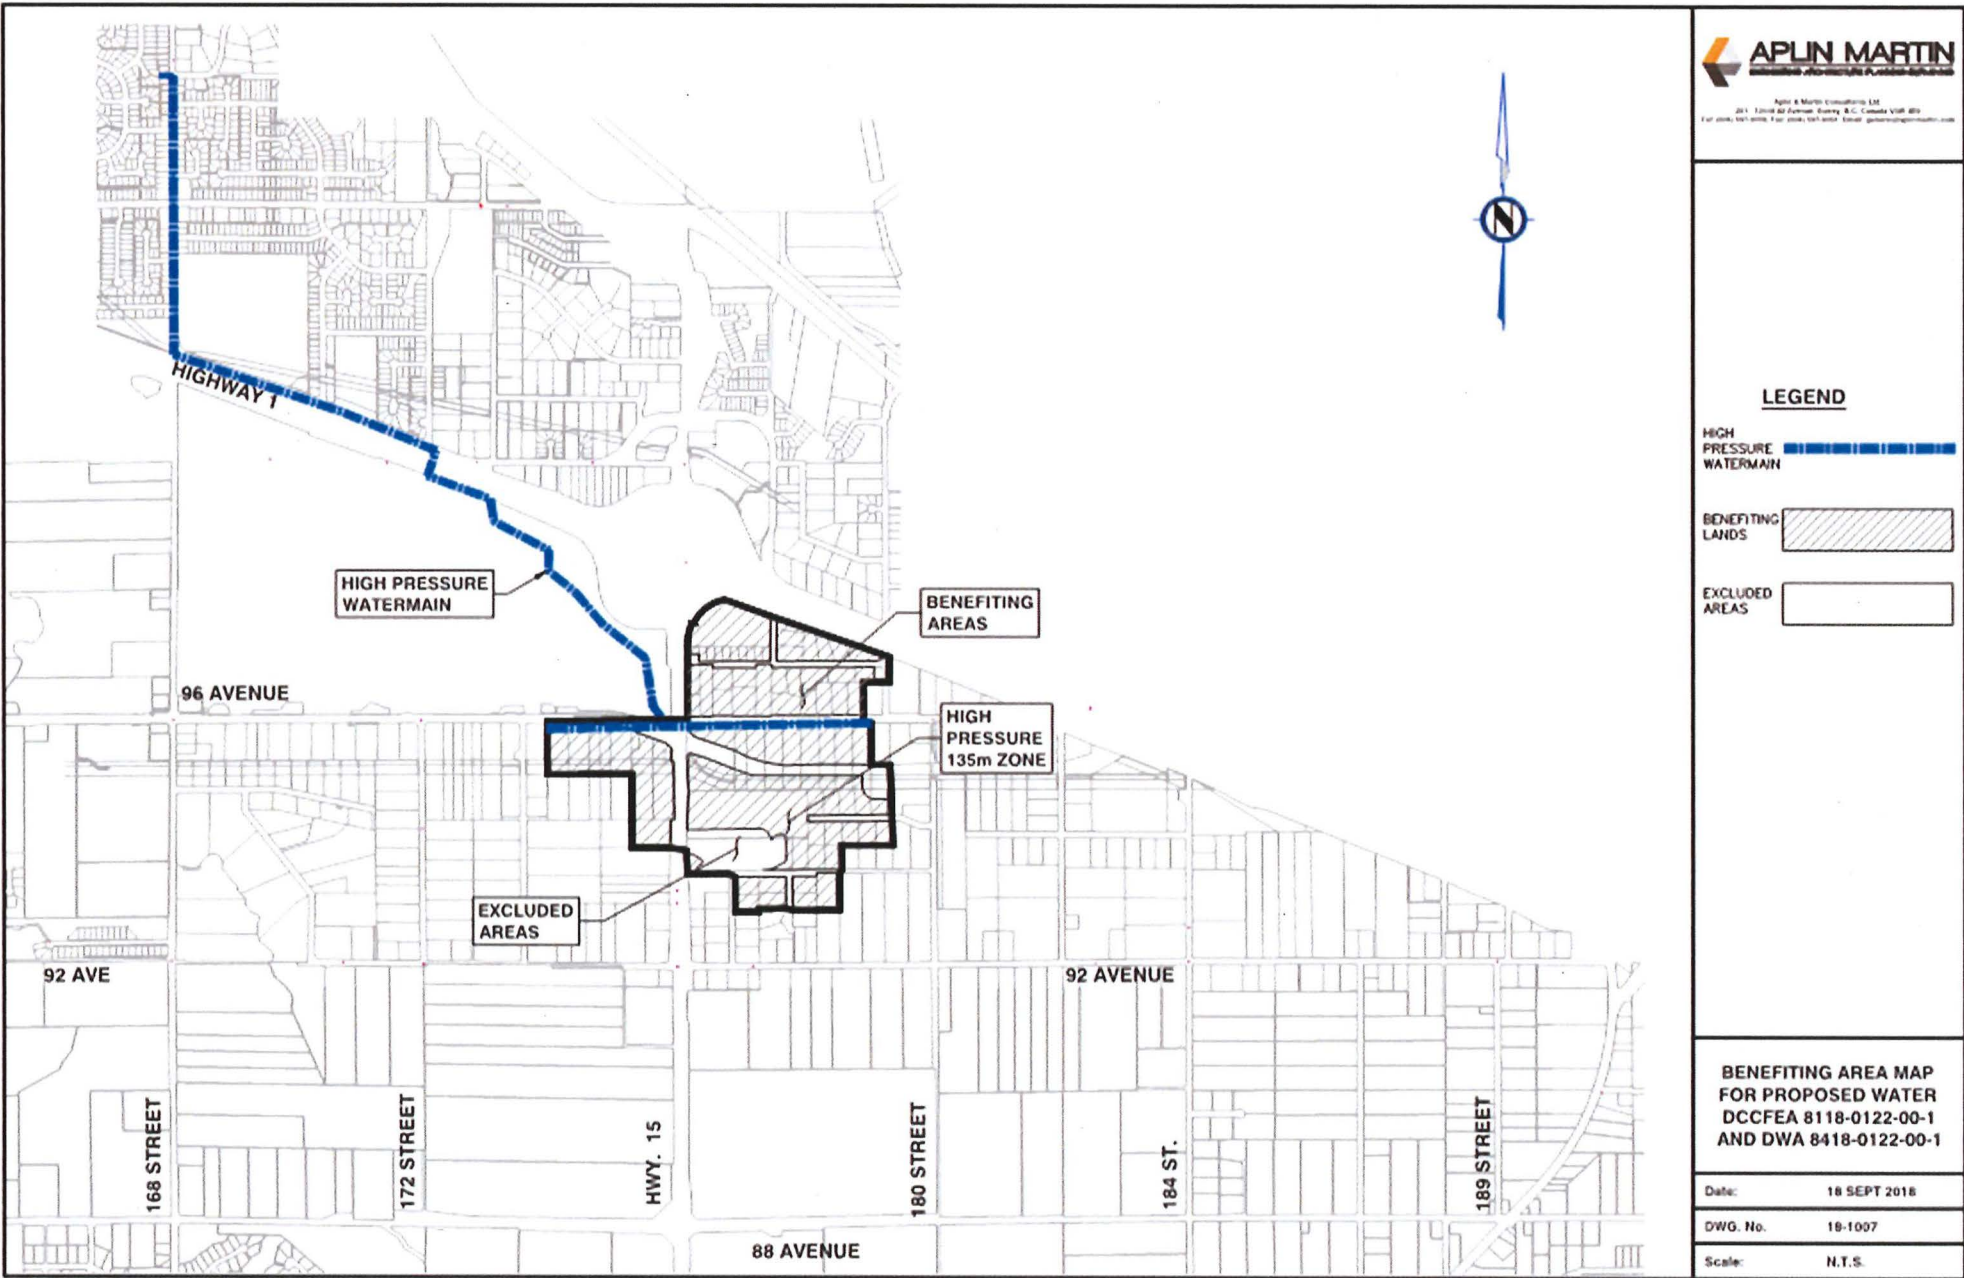 APLIN MARTIN
HIGHWAY 1
HIGH PRESSURE
WATERMAIN
BENEFITING
AREAS
96 AVENUE
HIGH
PRESSURE
135m ZONE
EXCLUDED
AREAS
92 AVE
92 AVENUE
168 STREET
172 STREET
HWY. 15
180 STREET
184 ST.
189 STREET
88 AVENUE
N
LEGEND
HIGH
PRESSURE
WATERMAIN
BENEFITING
LANDS
EXCLUDED
AREAS
BENEFITING AREA MAP
FOR PROPOSED WATER
DCCFEA 8118-0122-00-1
AND DWA 8418-0122-00-1
Date: 18 SEPT 2018
DWG. No. 18-1007
Scale: N.T.S.